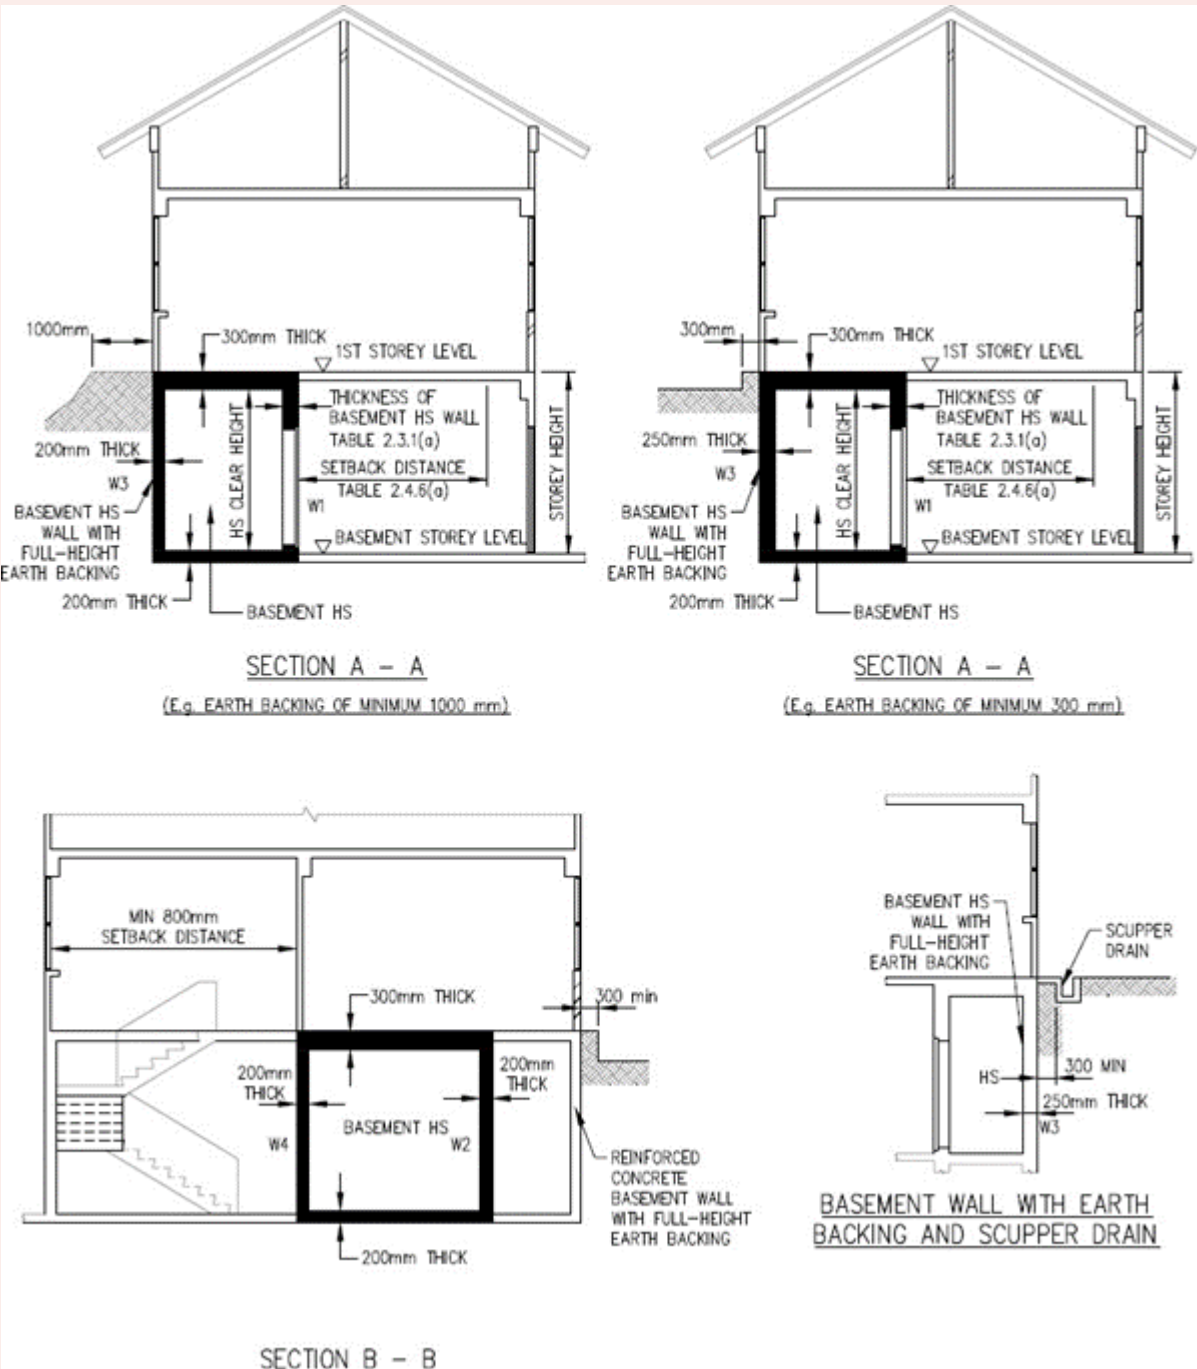 1000mm
300mm THICK
1ST STOREY LEVEL
THICKNESS OF
BASEMENT HS WALL
TABLE 2.3.1(a)
200mm THICK
W3
SETBACK DISTANCE
TABLE 2.4.6(a)
HS CLEAR HEIGHT
STOREY HEIGHT
W1
BASEMENT HS
WALL WITH
FULL-HEIGHT
EARTH BACKING
BASEMENT STOREY LEVEL
200mm THICK
BASEMENT HS
SECTION A - A
(E.g. EARTH BACKING OF MINIMUM 1000 mm)
300mm
300mm THICK
1ST STOREY LEVEL
THICKNESS OF
BASEMENT HS WALL
TABLE 2.3.1(a)
250mm THICK
W3
SETBACK DISTANCE
TABLE 2.4.6(a)
HS CLEAR HEIGHT
STOREY HEIGHT
W1
BASEMENT HS
WALL WITH
FULL-HEIGHT
EARTH BACKING
BASEMENT STOREY LEVEL
200mm THICK
BASEMENT HS
SECTION A - A
(E.g. EARTH BACKING OF MINIMUM 300 mm)
MIN 800mm
SETBACK DISTANCE
300mm THICK
300 min
200mm
THICK
200mm
THICK
BASEMENT HS
W4
W2
REINFORCED
CONCRETE
BASEMENT WALL
WITH FULL-HEIGHT
EARTH BACKING
200mm THICK
SECTION B - B
BASEMENT HS
WALL WITH
FULL-HEIGHT
EARTH BACKING
SCUPPER
DRAIN
HS
300 MIN
250mm THICK
W3
BASEMENT WALL WITH EARTH
BACKING AND SCUPPER DRAIN